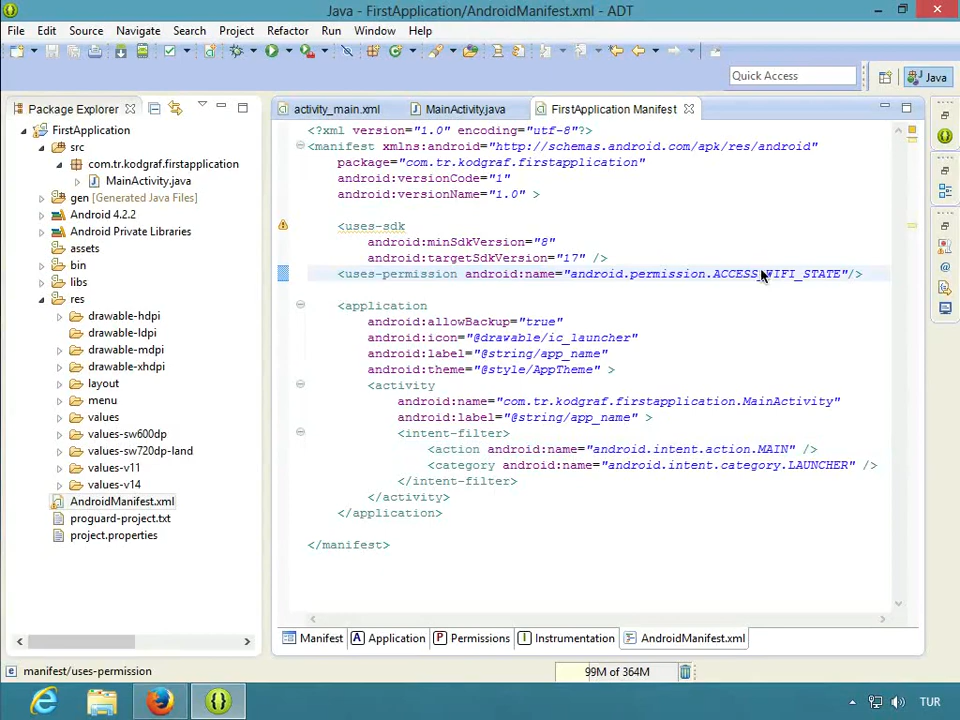 Java - FirstApplication/AndroidManifest.xml - ADT
File Edit Source Navigate Search Project Refactor Run Window Help
Quick Access
Java
Package Explorer
FirstApplication
src
com.tr.kodgraf.firstapplication
MainActivity.java
gen [Generated Java Files]
Android 4.2.2
Android Private Libraries
assets
bin
libs
res
drawable-hdpi
drawable-ldpi
drawable-mdpi
drawable-xhdpi
layout
menu
values
values-sw600dp
values-sw720dp-land
values-v11
values-v14
AndroidManifest.xml
proguard-project.txt
project.properties
activity_main.xml MainActivity.java FirstApplication Manifest
<?xml version="1.0" encoding="utf-8"?>
<manifest xmlns:android="http://schemas.android.com/apk/res/android"
package="com.tr.kodgraf.firstapplication"
android:versionCode="1"
android:versionName="1.0" >
<uses-sdk
android:minSdkVersion="8"
android:targetSdkVersion="17" />
<uses-permission android:name="android.permission.ACCESS_WIFI_STATE"/>
<application
android:allowBackup="true"
android:icon="@drawable/ic_launcher"
android:label="@string/app_name"
android:theme="@style/AppTheme" >
<activity
android:name="com.tr.kodgraf.firstapplication.MainActivity"
android:label="@string/app_name" >
<intent-filter>
<action android:name="android.intent.action.MAIN" />
<category android:name="android.intent.category.LAUNCHER" />
</intent-filter>
</activity>
</application>
</manifest>
Manifest A Application P Permissions I Instrumentation AndroidManifest.xml
e manifest/uses-permission
99M of 364M
TUR